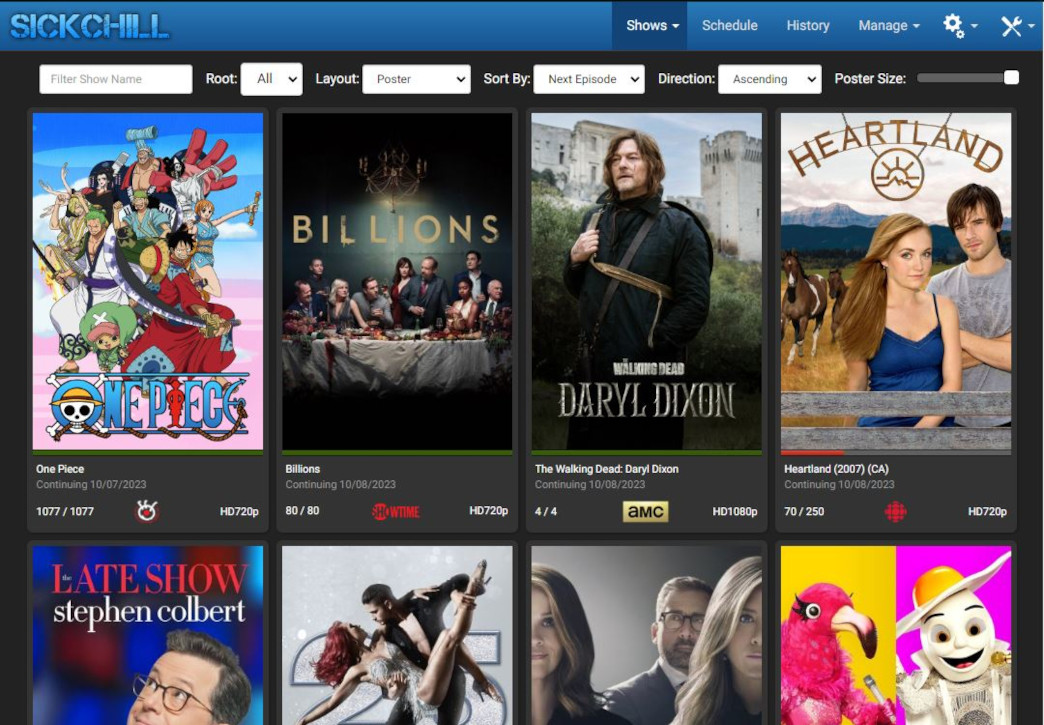 SICKCHILL
Shows
Schedule
History
Manage
Filter Show Name
Root:
All
Layout:
Poster
Sort By:
Next Episode
Direction:
Ascending
Poster Size:
ONE PIECE
BILLIONS
THE WALKING DEAD
DARYL DIXON
HEARTLAND
One Piece
Continuing 10/07/2023
1077 / 1077
HD720p
Billions
Continuing 10/08/2023
80 / 80
SHOWTIME
HD720p
The Walking Dead: Daryl Dixon
Continuing 10/08/2023
4 / 4
aMC
HD1080p
Heartland (2007) (CA)
Continuing 10/08/2023
70 / 250
HD720p
the
LATE SHOW
stephen colbert
25